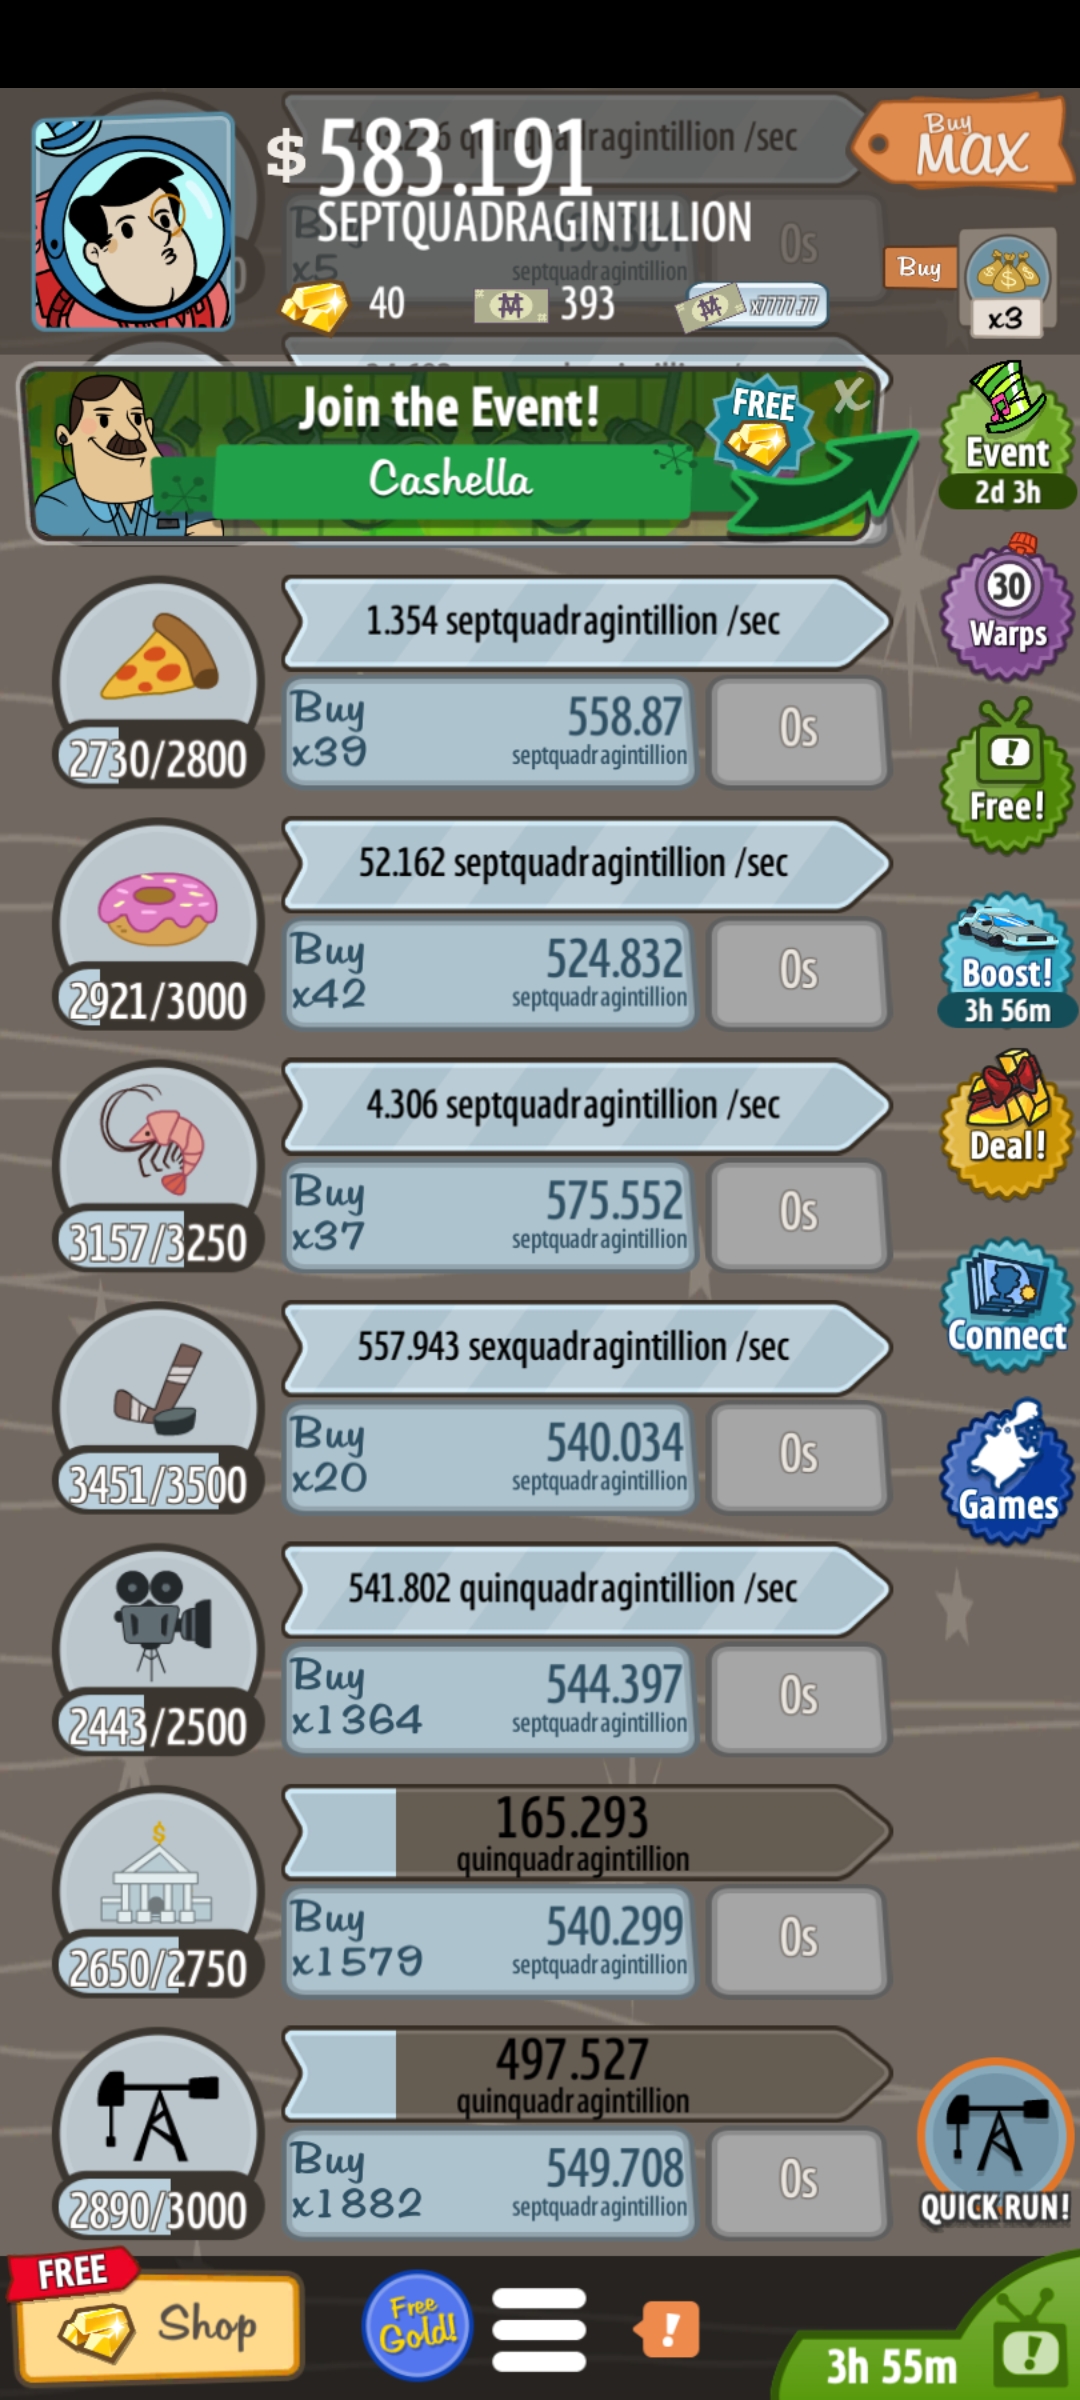 $ 583.191
SEPTQUADRAGINTILLION
40
393
x7777.77
Buy
MAX
Buy
x3
Join the Event!
Cashella
FREE
X
Event
2d 3h
30
Warps
Free!
Boost!
3h 56m
Deal!
Connect
Games
1.354 septquadragintillion /sec
2730/2800
Buy
x39
558.87
septquadragintillion
0s
52.162 septquadragintillion /sec
2921/3000
Buy
x42
524.832
septquadragintillion
0s
4.306 septquadragintillion /sec
3157/3250
Buy
x37
575.552
septquadragintillion
0s
557.943 sexquadragintillion /sec
3451/3500
Buy
x20
540.034
septquadragintillion
0s
541.802 quinquadragintillion /sec
2443/2500
Buy
x1364
544.397
septquadragintillion
0s
165.293
quinquadragintillion
2650/2750
Buy
x1579
540.299
septquadragintillion
0s
497.527
quinquadragintillion
2890/3000
Buy
x1882
549.708
septquadragintillion
0s
QUICK RUN!
FREE
Shop
Free
Gold!
!
3h 55m